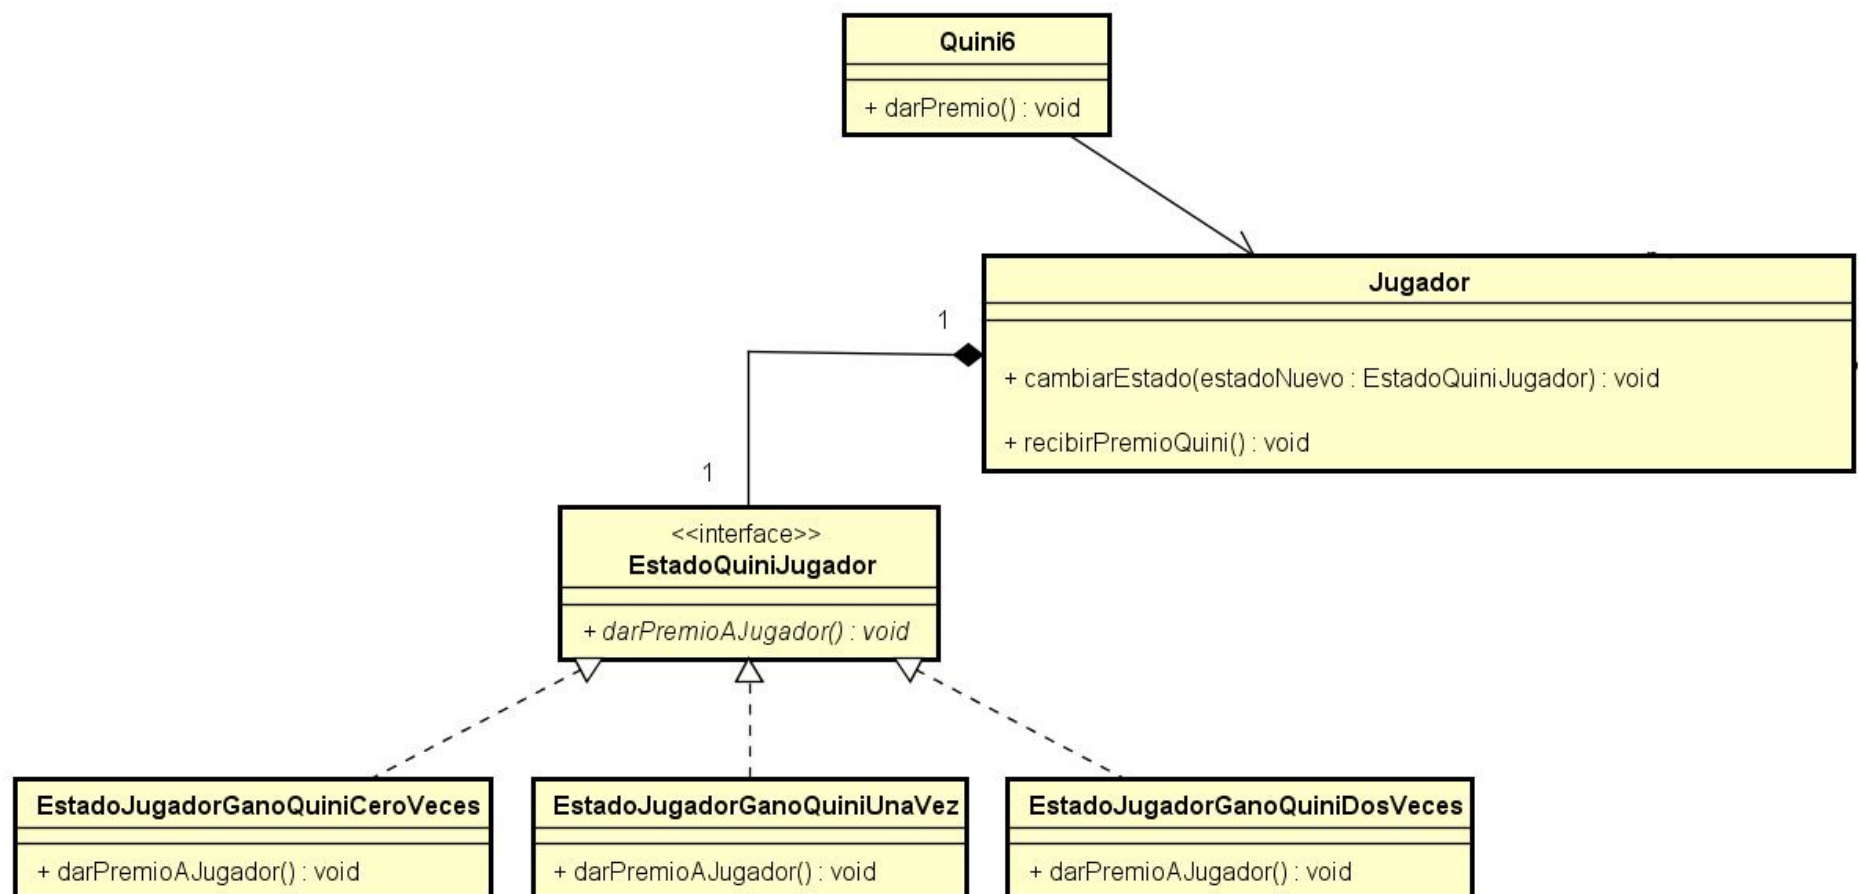 Quini6
+ darPremio() : void
Jugador
1
+ cambiarEstado(estadoNuevo : EstadoQuiniJugador) : void
+ recibirPremioQuini() : void
1
<<interface>>
EstadoQuiniJugador
+ darPremioAJugador() : void
EstadoJugadorGanoQuiniCeroVeces
+ darPremioAJugador() : void
EstadoJugadorGanoQuiniUnaVez
+ darPremioAJugador() : void
EstadoJugadorGanoQuiniDosVeces
+ darPremioAJugador() : void